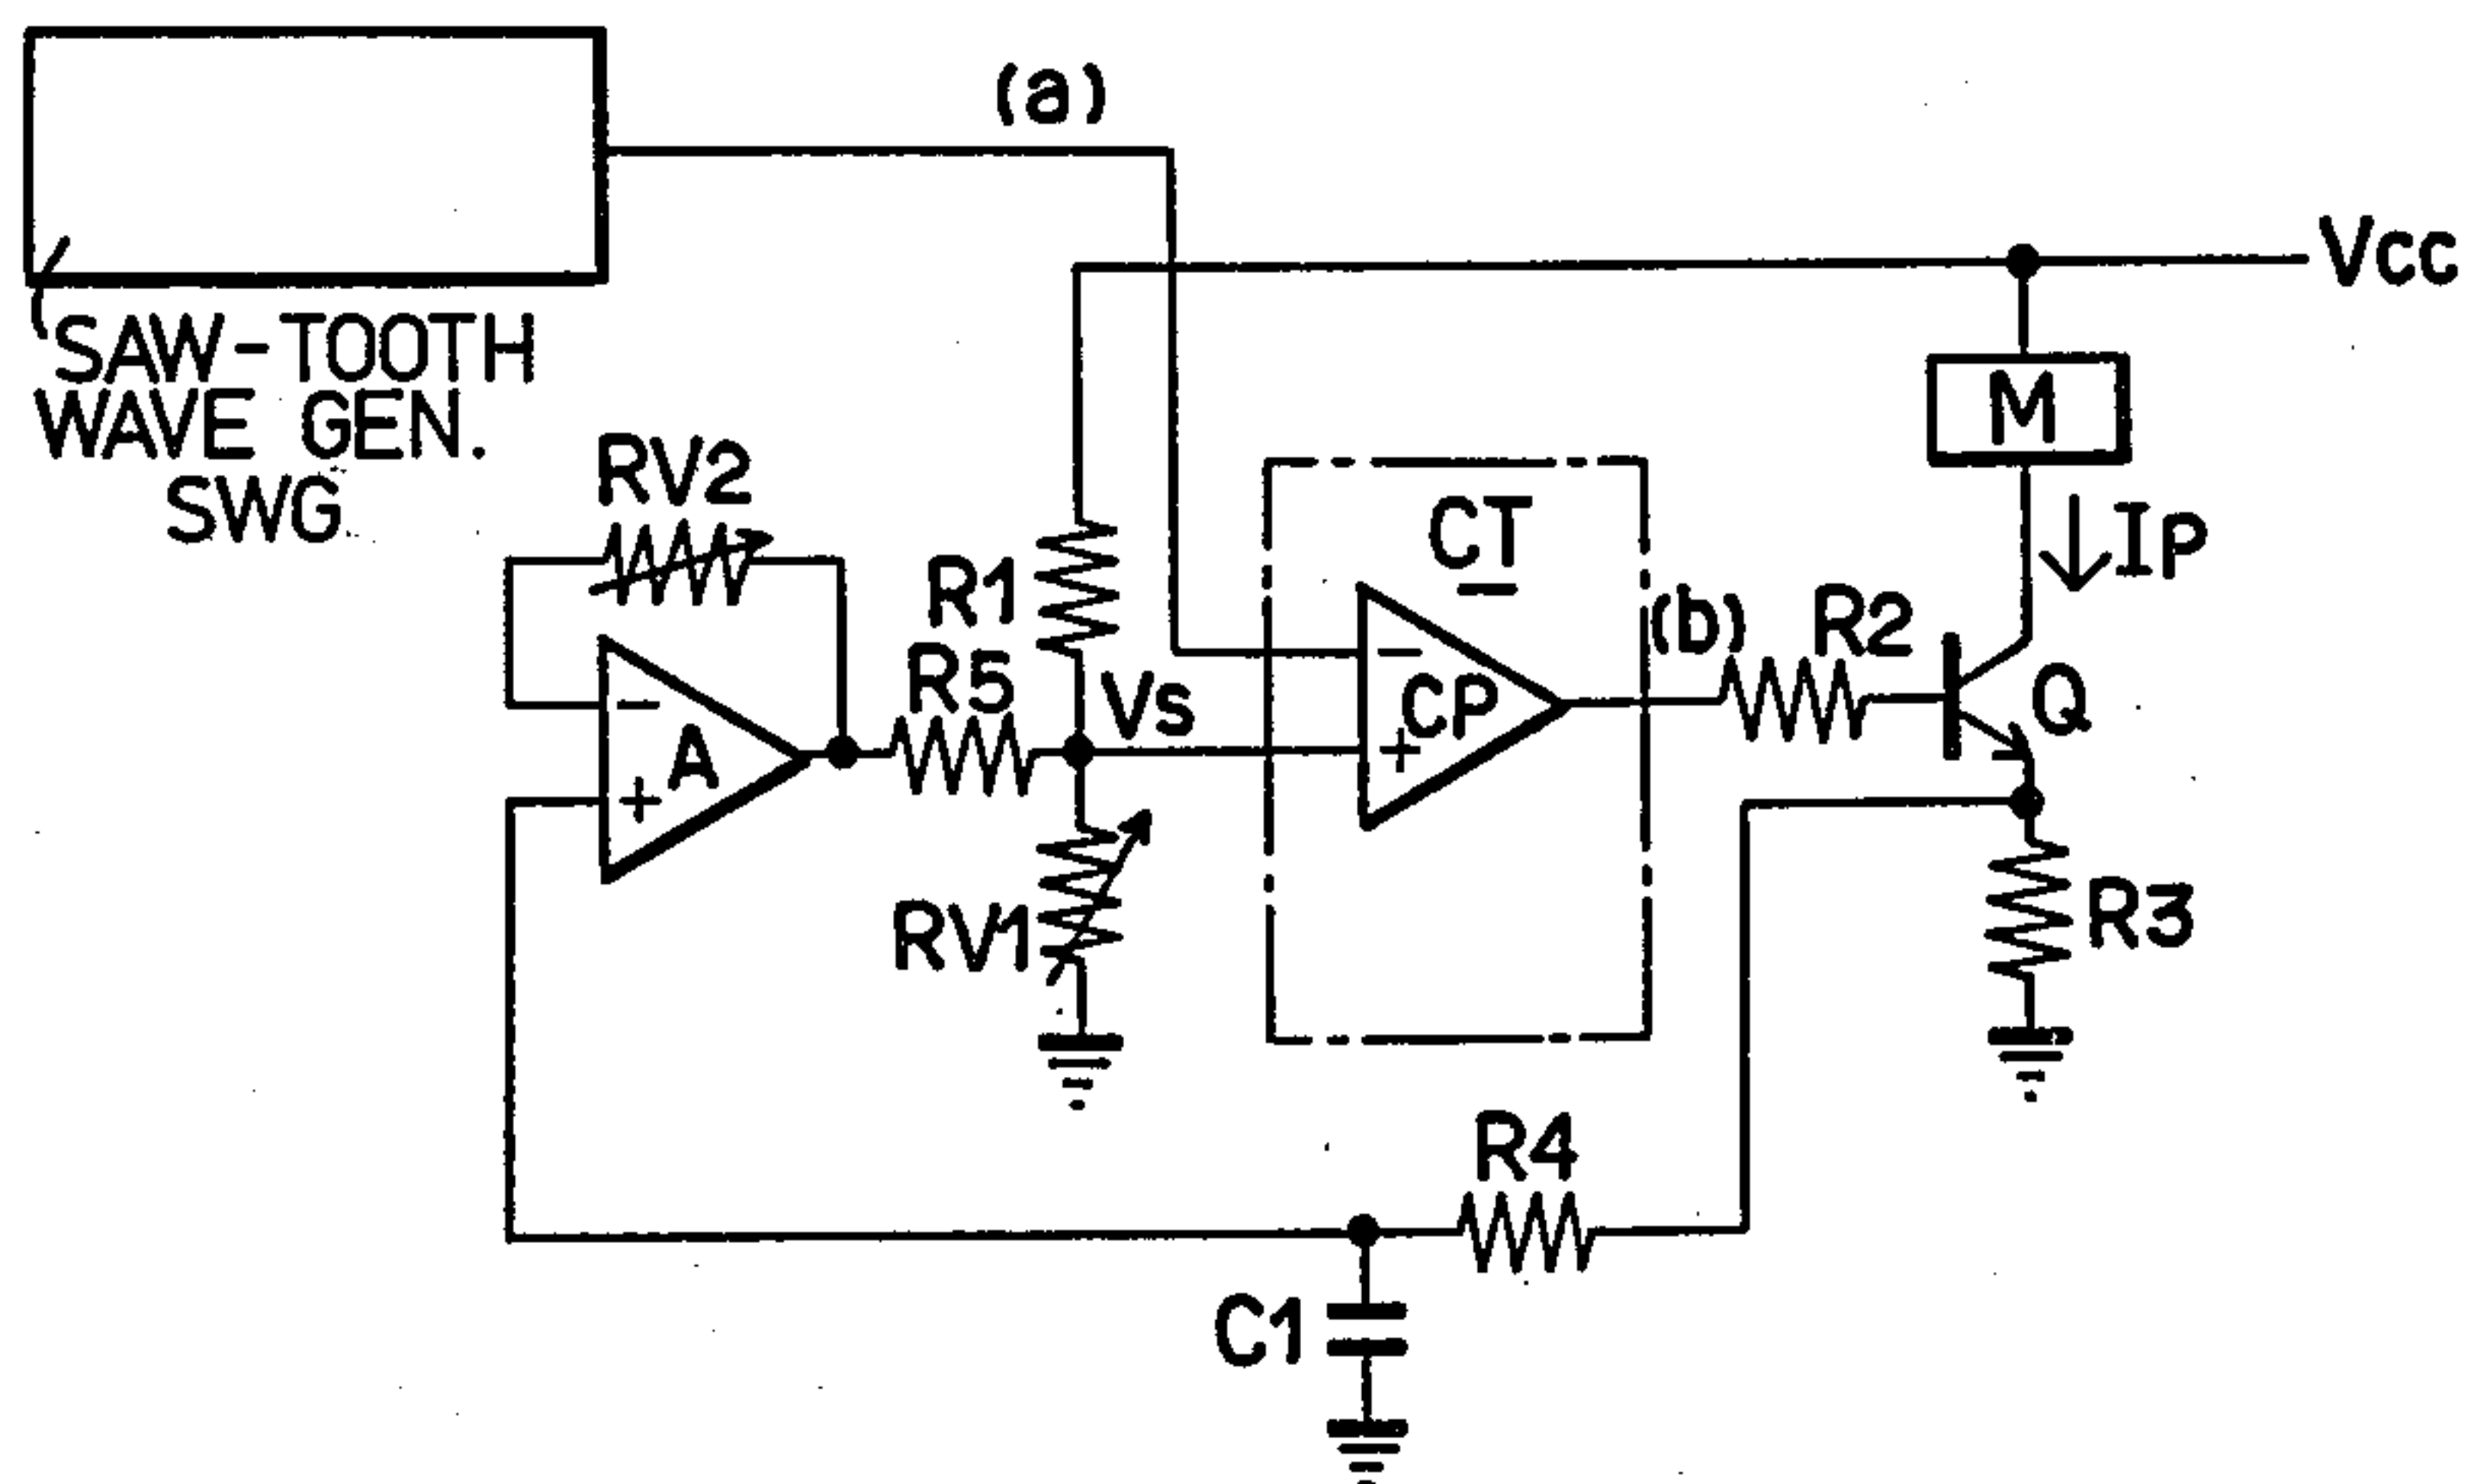 (a)
Vcc
SAW-TOOTH
WAVE GEN.
SWG
M
RV2
CT
IP
R1
(b)
R2
R5
Vs
−
CP
+
Q
−
A
+
RV1
R3
R4
C1